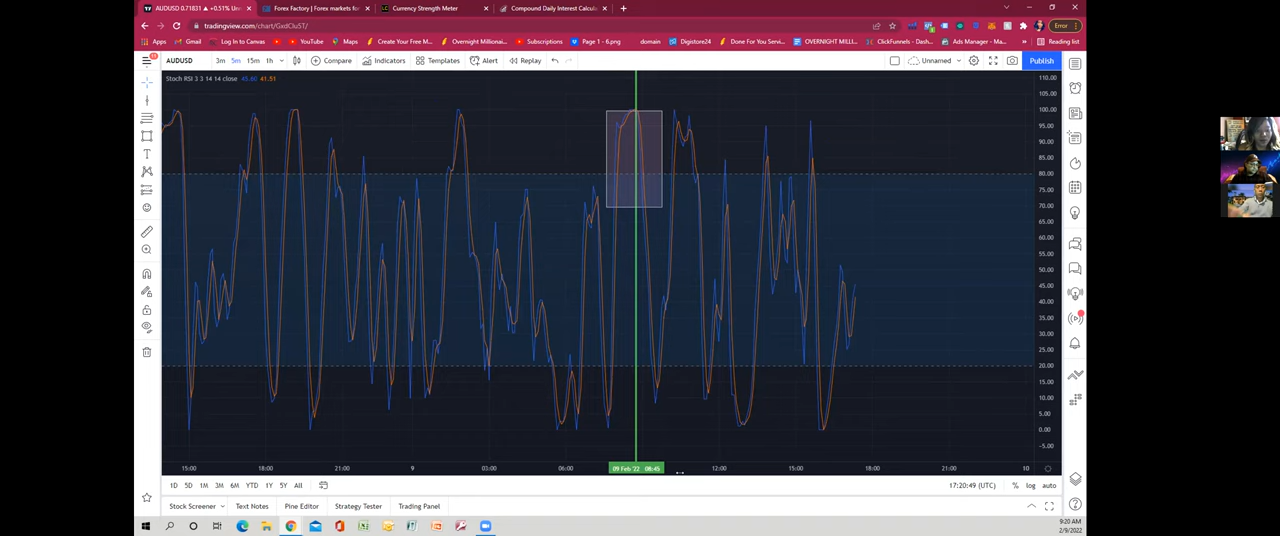 AUDUSD 0.71831 ▲ +0.51% Un
Forex Factory | Forex markets for
Currency Strength Meter
Compound Daily Interest Calcula
tradingview.com/chart/GxdCIuST/
Error
Apps
Gmail
Log In to Canvas
YouTube
Maps
Create Your Free M...
Overnight Millionai...
Subscriptions
Page 1 - 6.png
domain
Digistore24
Done For You Servi...
OVERNIGHT MILLI...
ClickFunnels - Dash...
Ads Manager - Ma...
Reading list
AUDUSD
3m
5m
15m
1h
Compare
Indicators
Templates
Alert
Replay
Unnamed
Publish
Stoch RSI 3 3 14 14 close 45.60 41.51
110.00
105.00
100.00
95.00
90.00
85.00
80.00
75.00
70.00
65.00
60.00
55.00
50.00
45.00
40.00
35.00
30.00
25.00
20.00
15.00
10.00
5.00
0.00
-5.00
15:00
18:00
21:00
9
03:00
06:00
09 Feb '22 08:45
12:00
15:00
18:00
21:00
10
1D
5D
1M
3M
6M
YTD
1Y
5Y
All
17:20:49 (UTC)
%
log
auto
Stock Screener
Text Notes
Pine Editor
Strategy Tester
Trading Panel
9:20 AM
2/9/2022